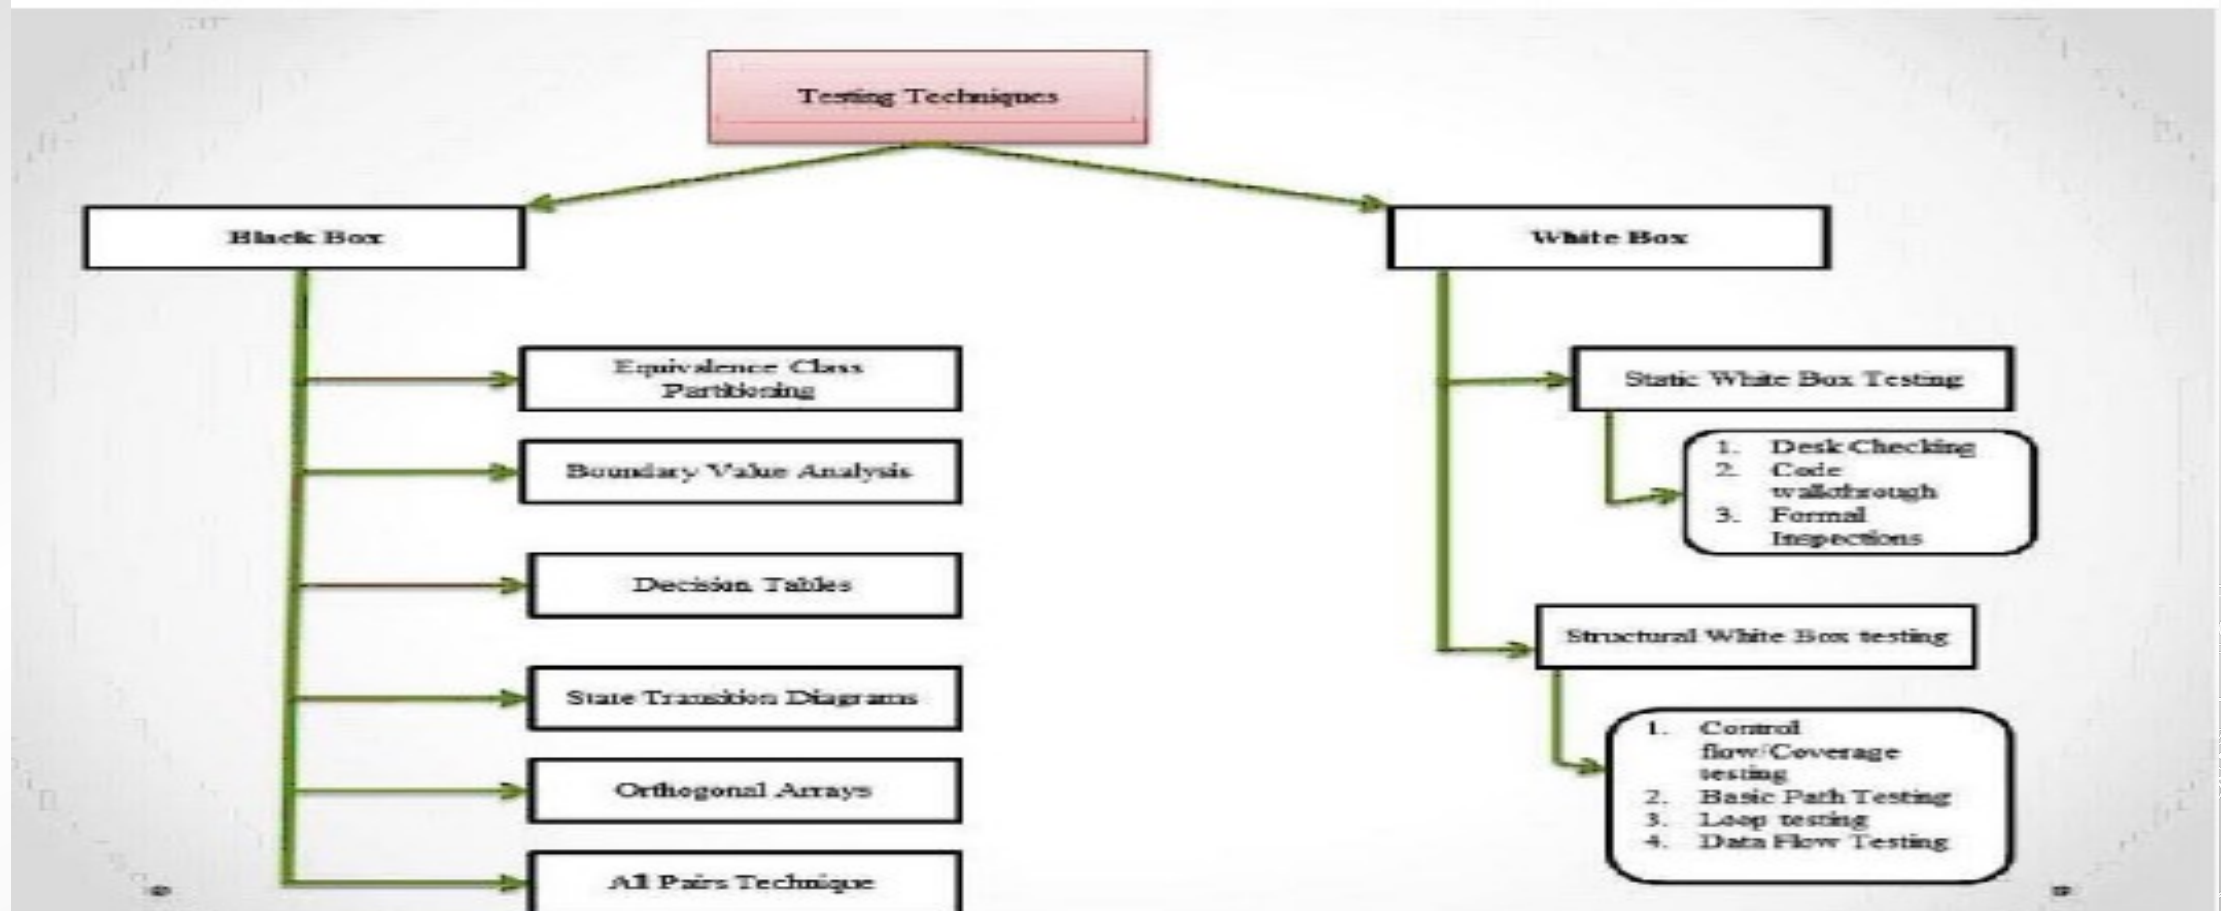 Testing Techniques
Black Box
White Box
Equivalence Class
Partitioning
Boundary Value Analysis
Decision Tables
State Transition Diagrams
Orthogonal Arrays
All Pairs Technique
Static White Box Testing
1. Desk Checking
2. Code
walkthrough
3. Formal
Inspections
Structural White Box testing
1. Control
flow/Coverage
testing
2. Basic Path Testing
3. Loop testing
4. Data Flow Testing